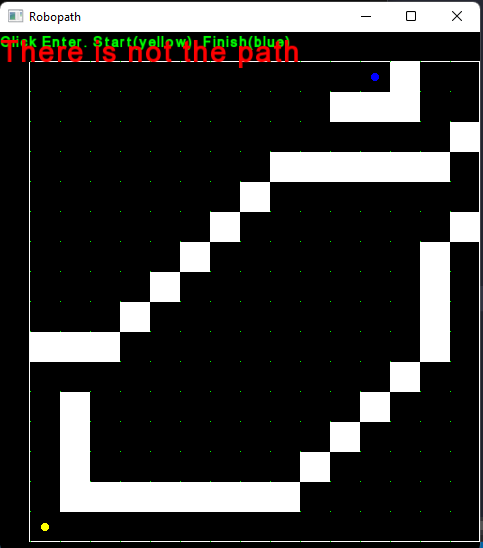 Robopath
Click Enter. Start(yellow). Finish(blue)
There is not the path